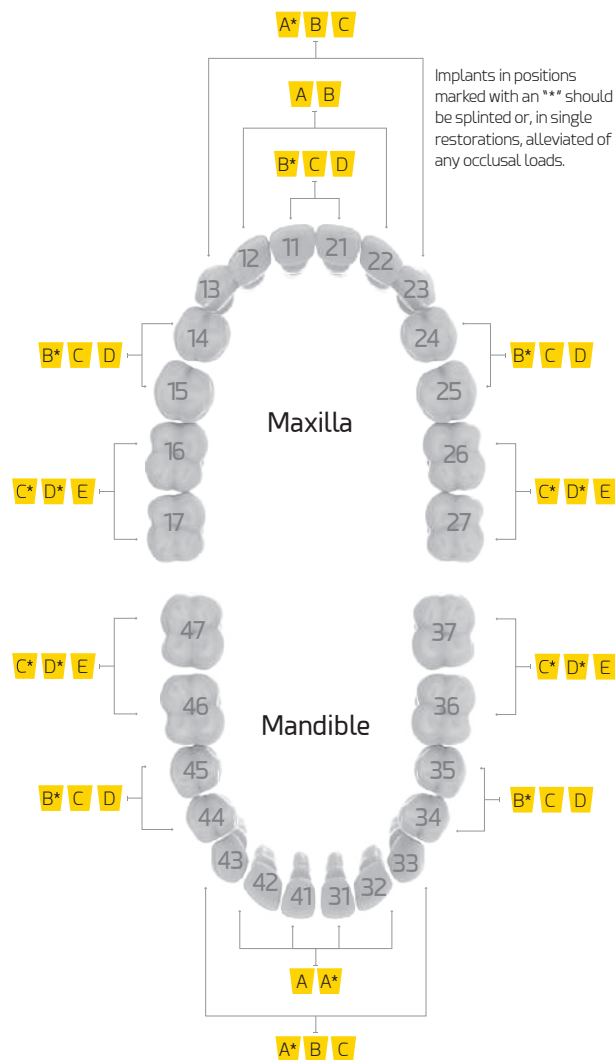 A* B C
Implants in positions
marked with an "*" should
be splinted or, in single
restorations, alleviated of
any occlusal loads.
A B
B* C D
11 21
12 22
13 23
14 24
B* C D B* C D
15 25
Maxilla
16 26
C* D* E C* D* E
17 27
47 37
C* D* E C* D* E
46 36
Mandible
45 35
B* C D B* C D
44 34
43 33
42 32
41 31
A A*
A* B C